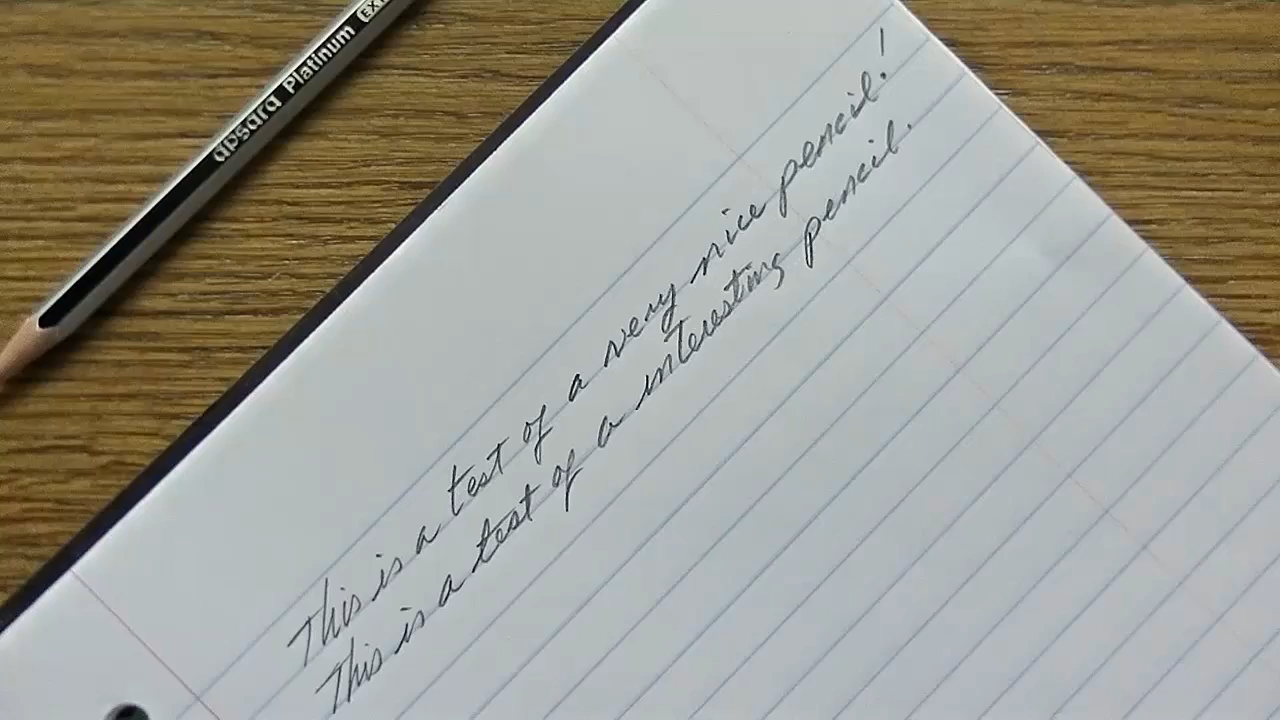 apsara Platinum
This is a test of a very nice pencil!
This is a test of a interesting pencil.